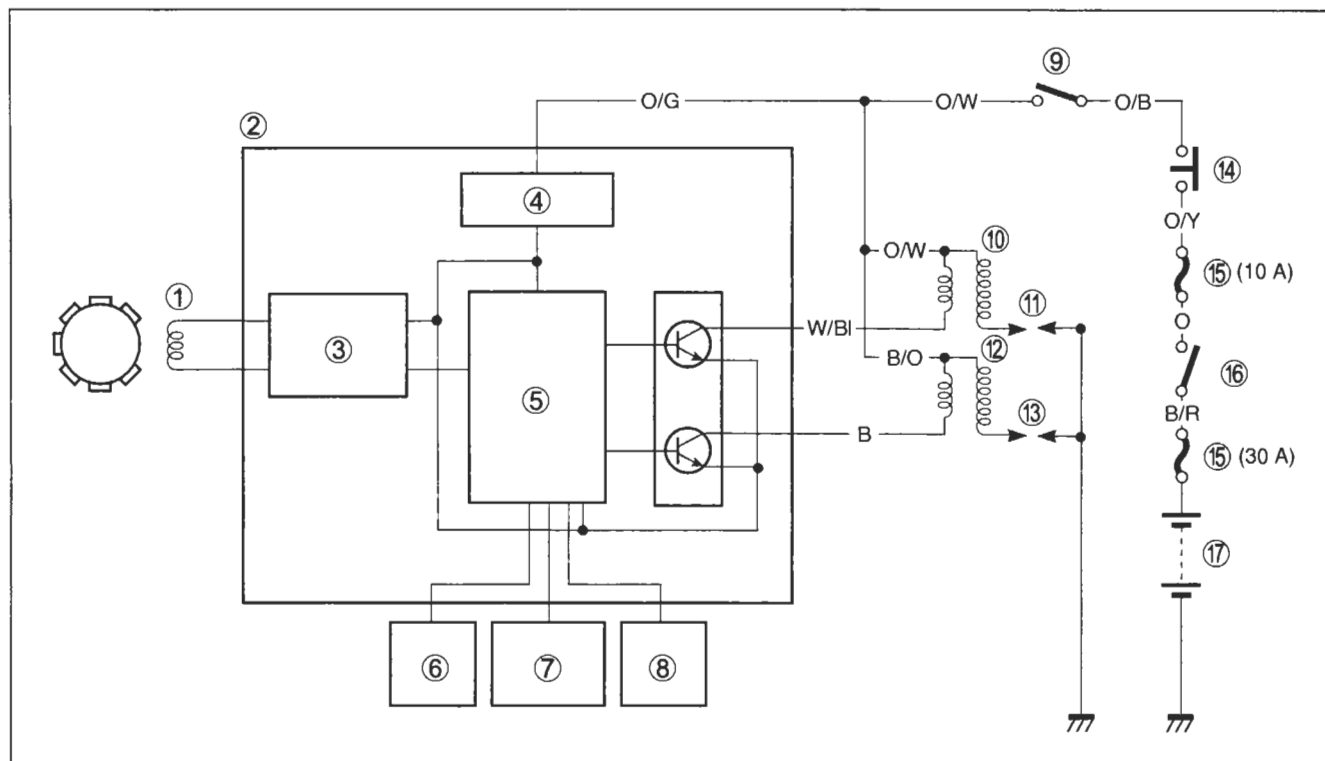 ⑨
O/G
O/W
O/B
②
⑭
④
O/Y
O/W
⑩
⑮ (10 A)
①
⑪
O
③
W/Bl
⑫
B/O
⑯
⑤
B/R
⑬
B
⑮ (30 A)
⑰
⑥
⑦
⑧